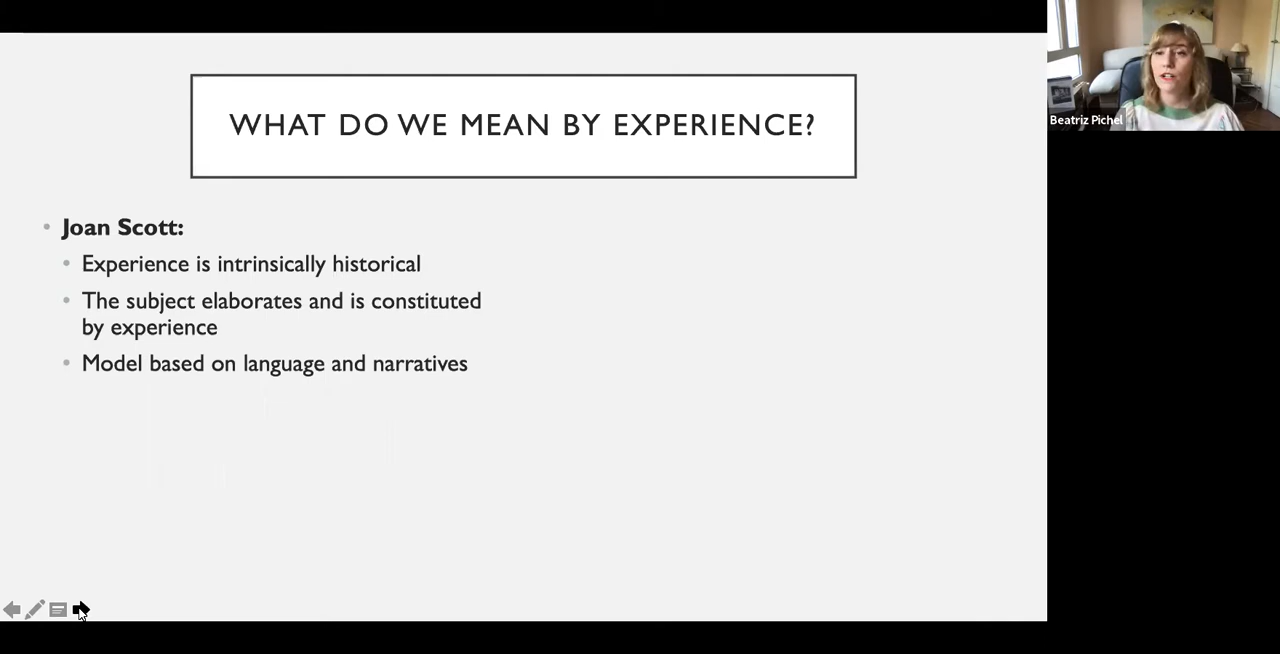 WHAT DO WE MEAN BY EXPERIENCE?
Beatriz Pichel
• Joan Scott:
• Experience is intrinsically historical
• The subject elaborates and is constituted
by experience
• Model based on language and narratives